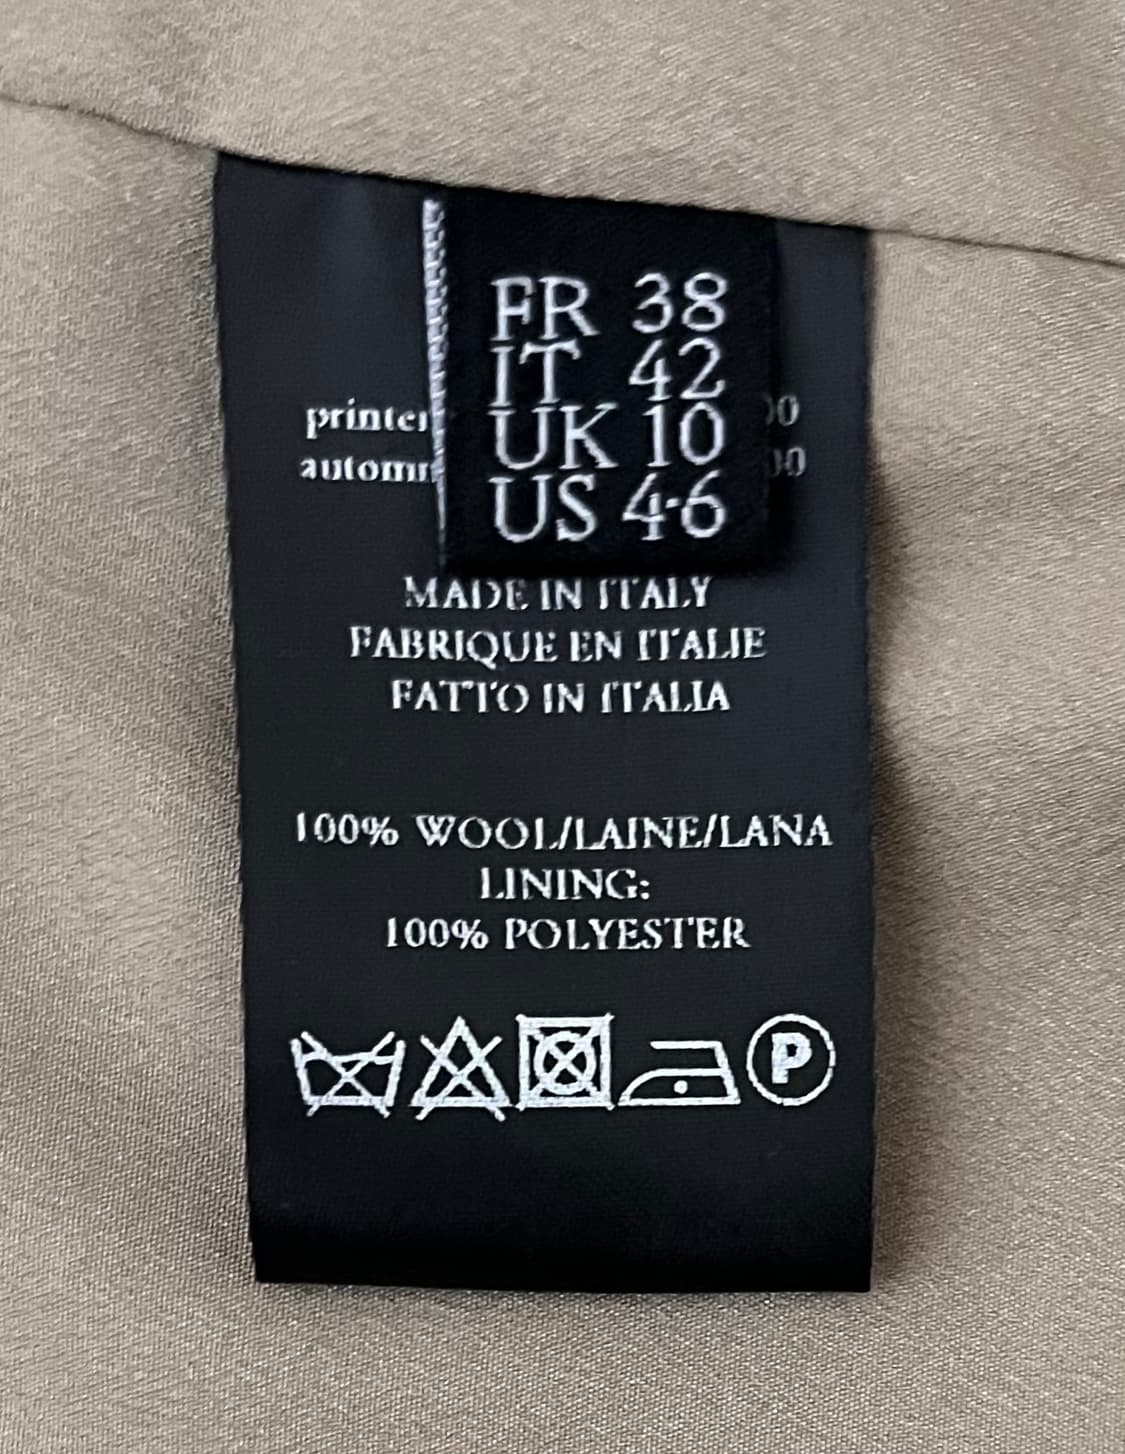 FR 38
IT 42
UK 10
US 4-6
MADE IN ITALY
FABRIQUE EN ITALIE
FATTO IN ITALIA
100% WOOL/LAINE/LANA
LINING:
100% POLYESTER
P